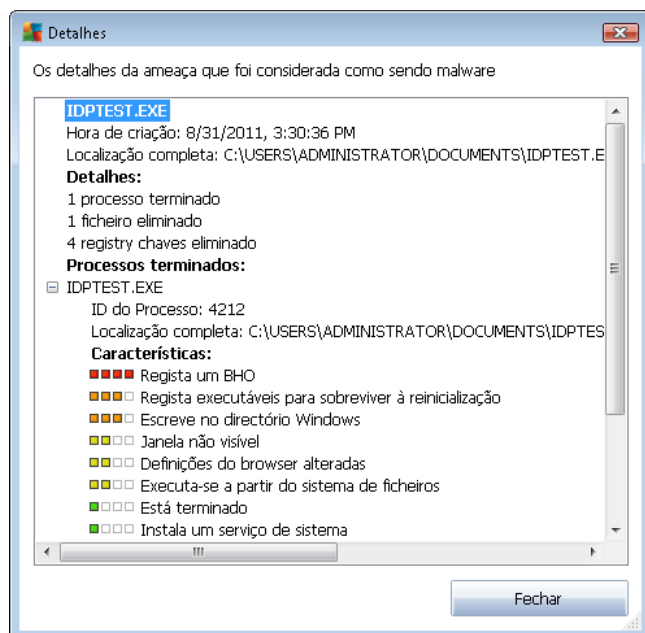 Detalhes
Os detalhes da ameaça que foi considerada como sendo malware
IDPTEST.EXE
Hora de criação: 8/31/2011, 3:30:36 PM
Localização completa: C:\USERS\ADMINISTRATOR\DOCUMENTS\IDPTEST.E
Detalhes:
1 processo terminado
1 ficheiro eliminado
4 registry chaves eliminado
Processos terminados:
IDPTEST.EXE
ID do Processo: 4212
Localização completa: C:\USERS\ADMINISTRATOR\DOCUMENTS\IDPTES
Características:
Regista um BHO
Regista executáveis para sobreviver à reinicialização
Escreve no directório Windows
Janela não visível
Definições do browser alteradas
Executa-se a partir do sistema de ficheiros
Está terminado
Instala um serviço de sistema
Fechar